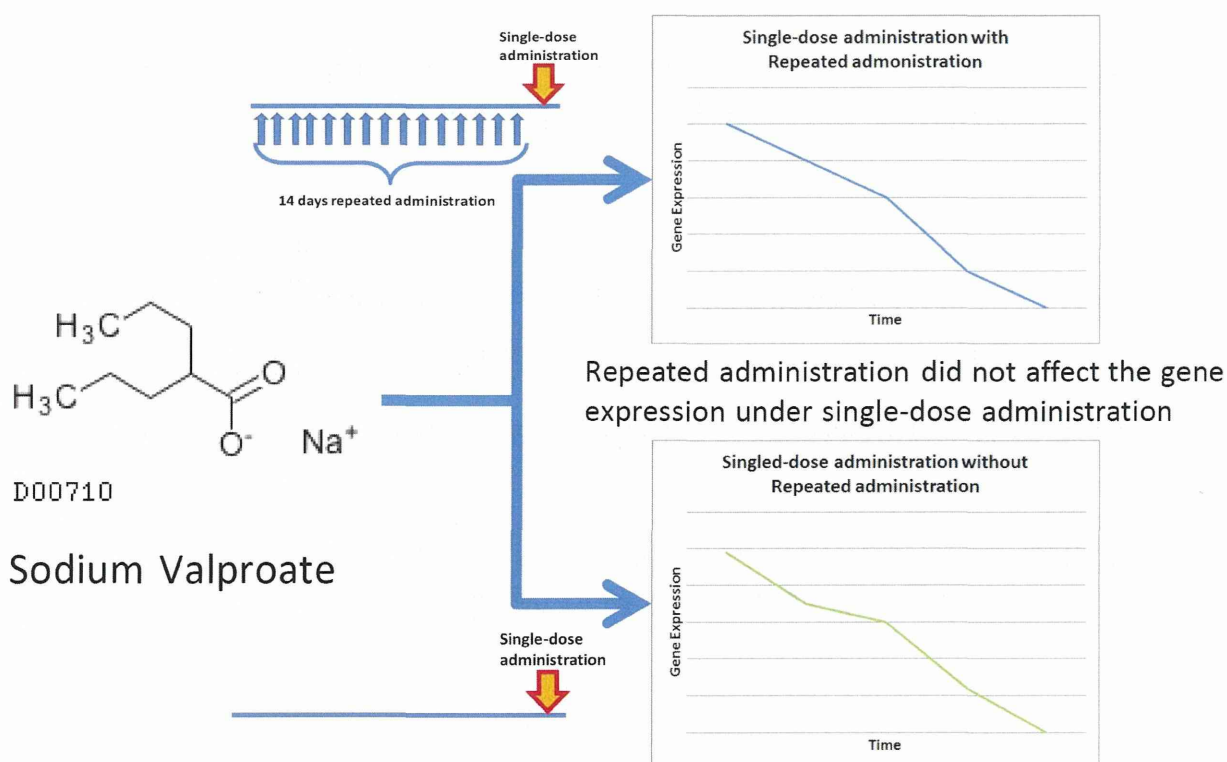 Single-dose
administration
14 days repeated administration
Single-dose administration with
Repeated admonistration
Gene Expression
Time
H₃C
H₃C
O
O⁻
Na⁺
D00710
Sodium Valproate
Repeated administration did not affect the gene
expression under single-dose administration
Singled-dose administration without
Repeated administration
Gene Expression
Time
Single-dose
administration